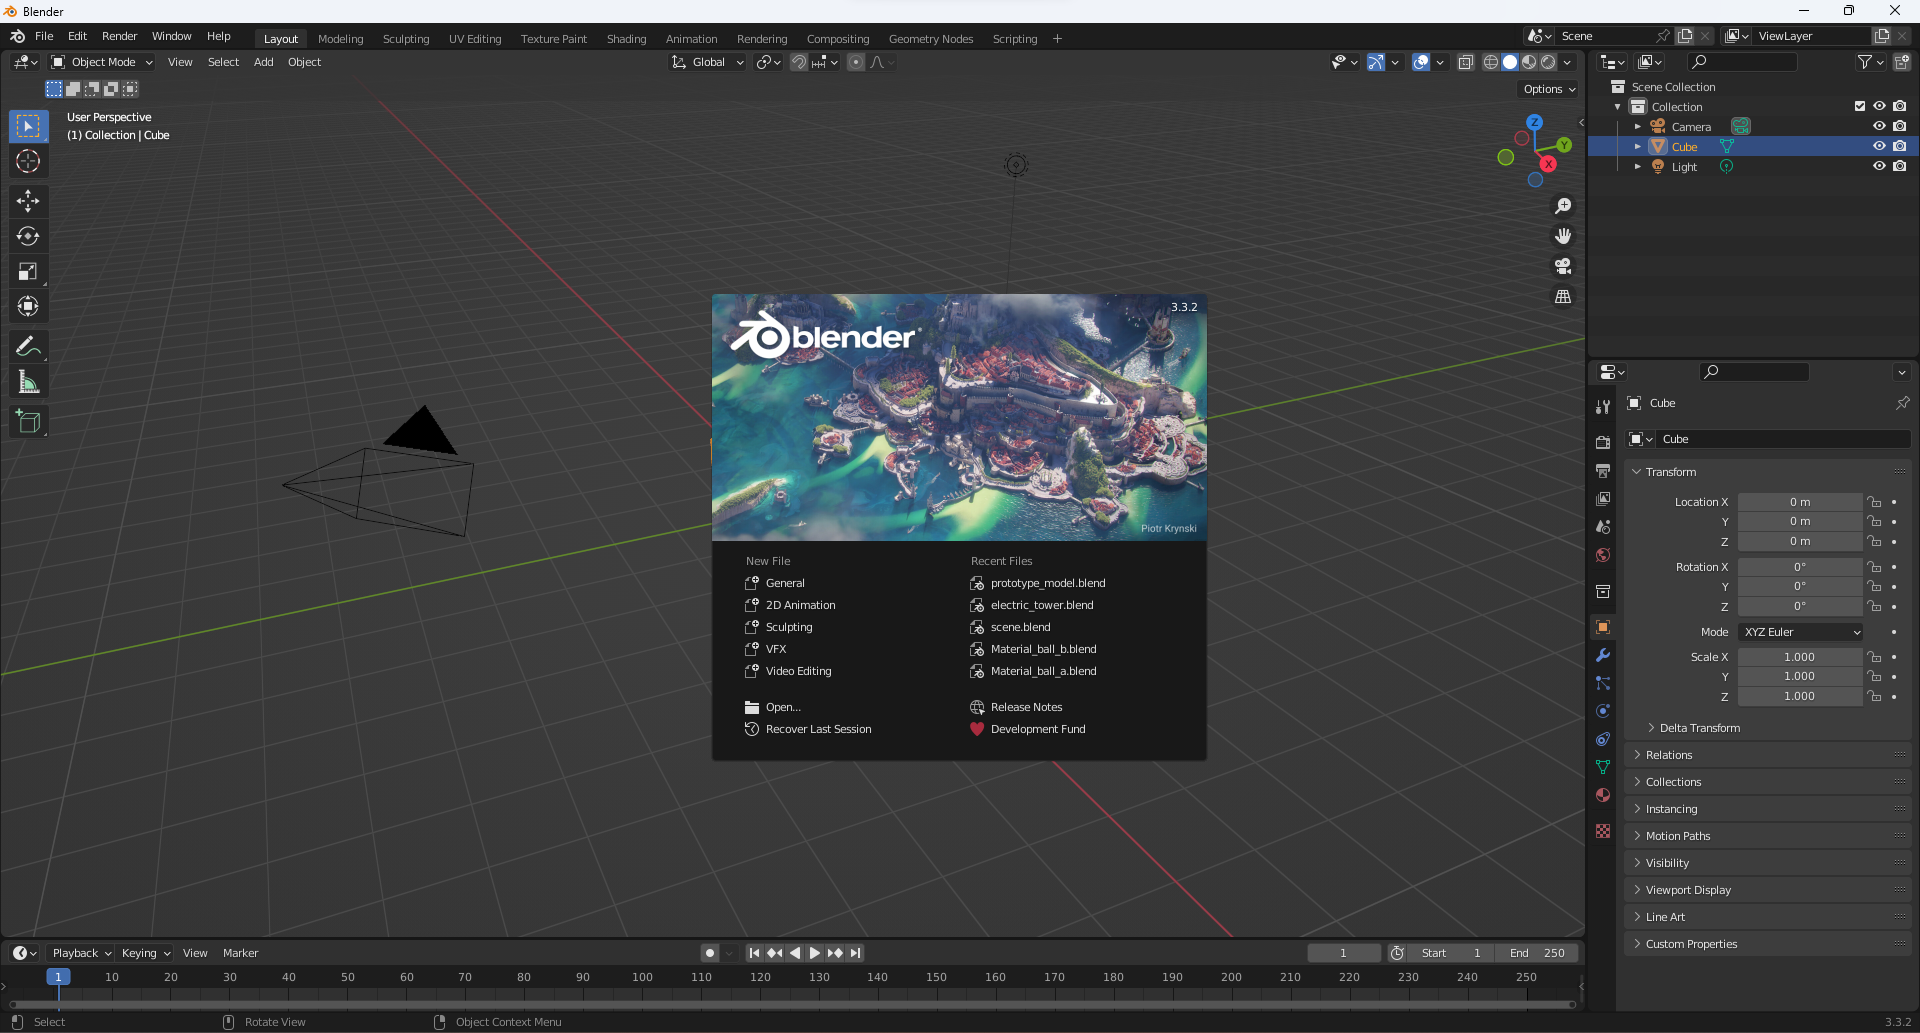 Blender
File Edit Render Window Help Layout Modeling Sculpting UV Editing Texture Paint Shading Animation Rendering Compositing Geometry Nodes Scripting + Scene ViewLayer
Object Mode View Select Add Object Global
Options
User Perspective
(1) Collection | Cube
Z
Y
X
Scene Collection
Collection
Camera
Cube
Light
3.3.2
blender
Piotr Krynski
New File
General
2D Animation
Sculpting
VFX
Video Editing
Open...
Recover Last Session
Recent Files
prototype_model.blend
electric_tower.blend
scene.blend
Material_ball_b.blend
Material_ball_a.blend
Release Notes
Development Fund
Cube
Cube
Transform
Location X 0 m
Y 0 m
Z 0 m
Rotation X 0°
Y 0°
Z 0°
Mode XYZ Euler
Scale X 1.000
Y 1.000
Z 1.000
Delta Transform
Relations
Collections
Instancing
Motion Paths
Visibility
Viewport Display
Line Art
Custom Properties
Playback Keying View Marker 1 Start 1 End 250
1 10 20 30 40 50 60 70 80 90 100 110 120 130 140 150 160 170 180 190 200 210 220 230 240 250
Select Rotate View Object Context Menu 3.3.2